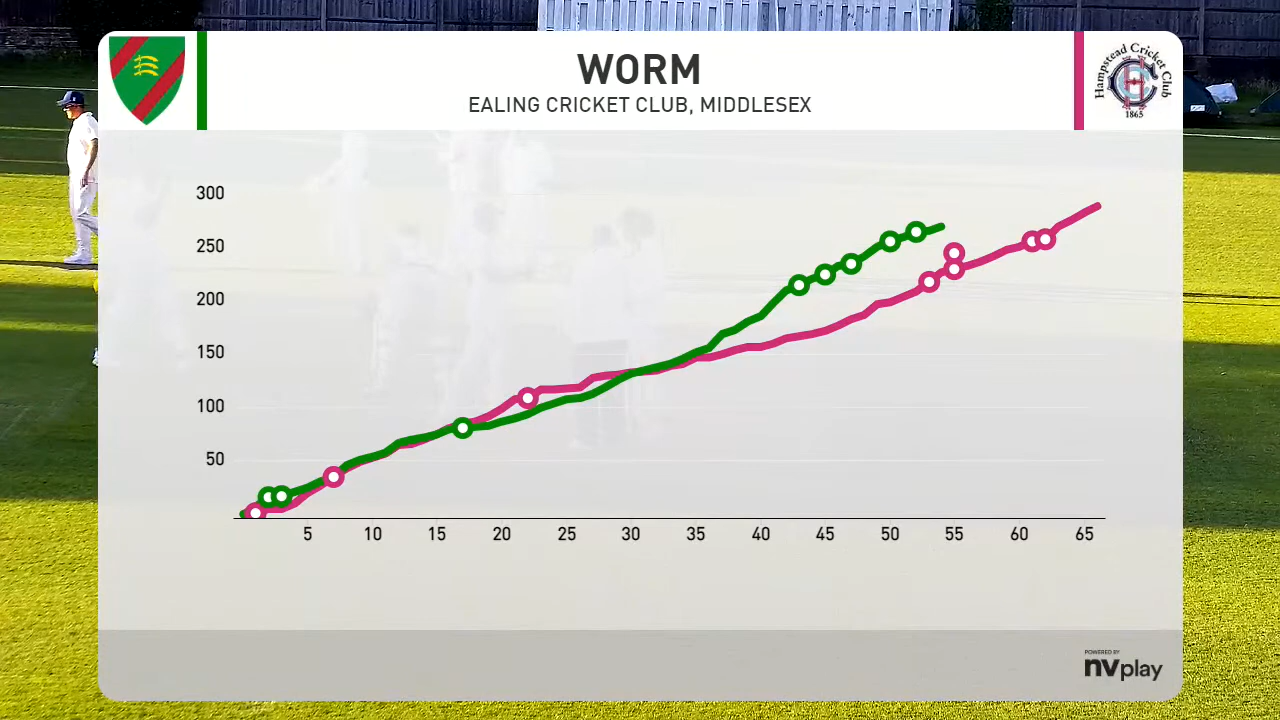 WORM
EALING CRICKET CLUB, MIDDLESEX
Hampstead Cricket Club
1865
300
250
200
150
100
50
5 10 15 20 25 30 35 40 45 50 55 60 65
POWERED BY
nvplay